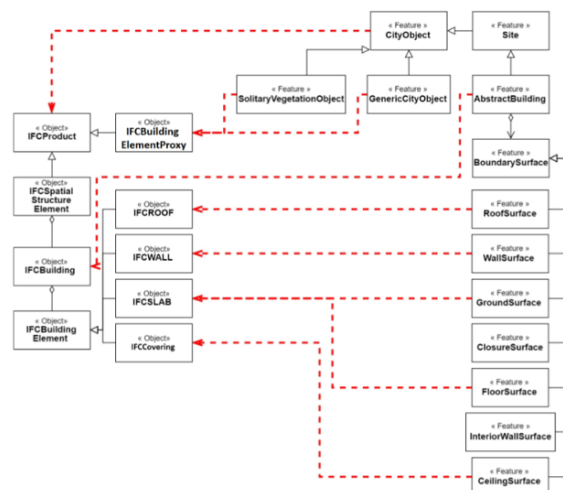 « Feature »
CityObject
« Feature »
Site
« Feature »
SolitaryVegetationObject
« Feature »
GenericCityObject
« Feature »
AbstractBuilding
« Object»
IFCProduct
« Object»
IFCBuilding
ElementProxy
« Feature »
BoundarySurface
« Object»
IFCSpatial
Structure
Element
« Object»
IFCROOF
« Feature »
RoofSurface
« Object»
IFCBuilding
« Object»
IFCWALL
« Feature »
WallSurface
« Object»
IFCSLAB
« Feature »
GroundSurface
« Object»
IFCBuilding
Element
« Object»
IFCCovering
« Feature »
ClosureSurface
« Feature »
FloorSurface
« Feature »
InteriorWallSurface
« Feature »
CeilingSurface